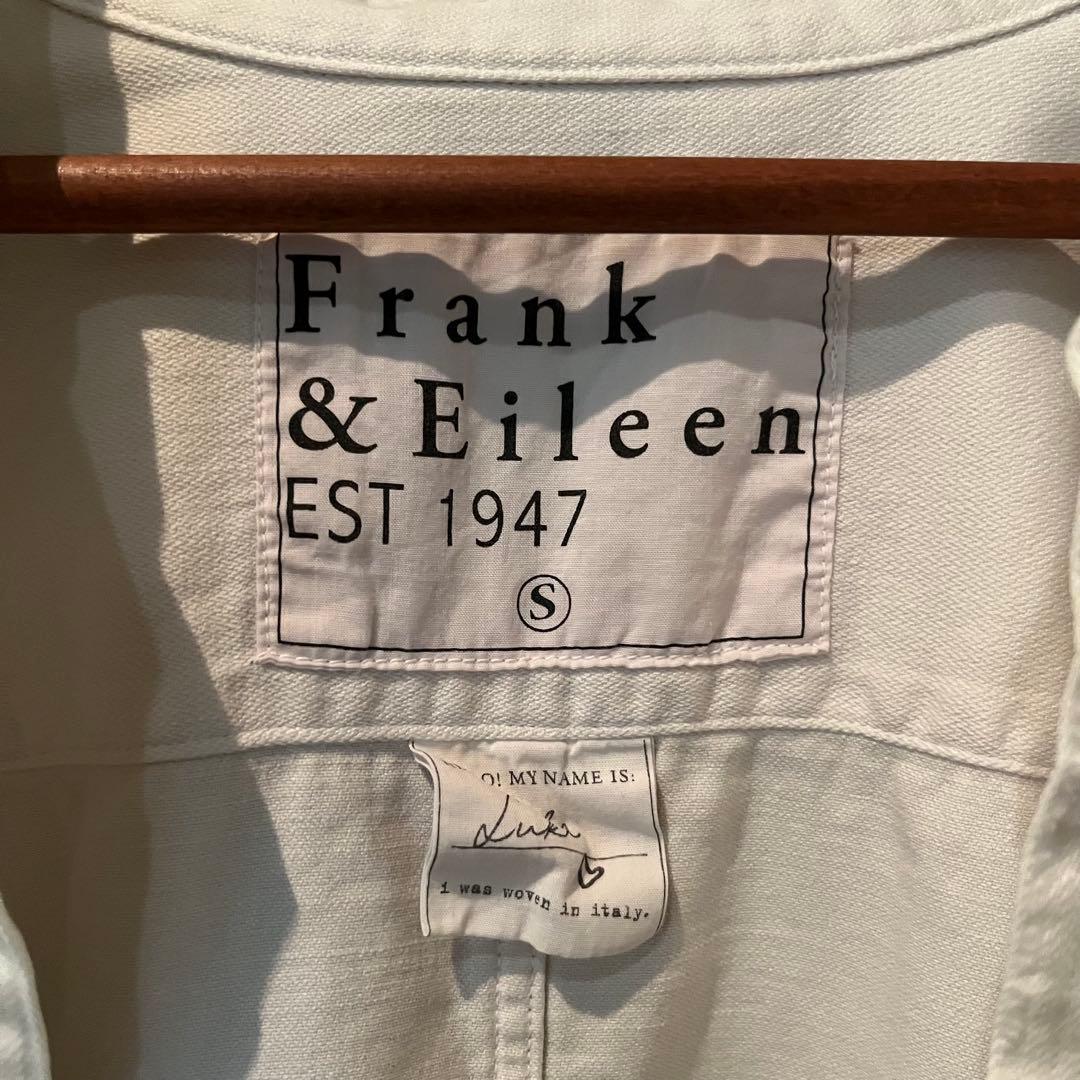 Frank
& Eileen
EST 1947
S
O! MY NAME IS:
i was woven in italy.